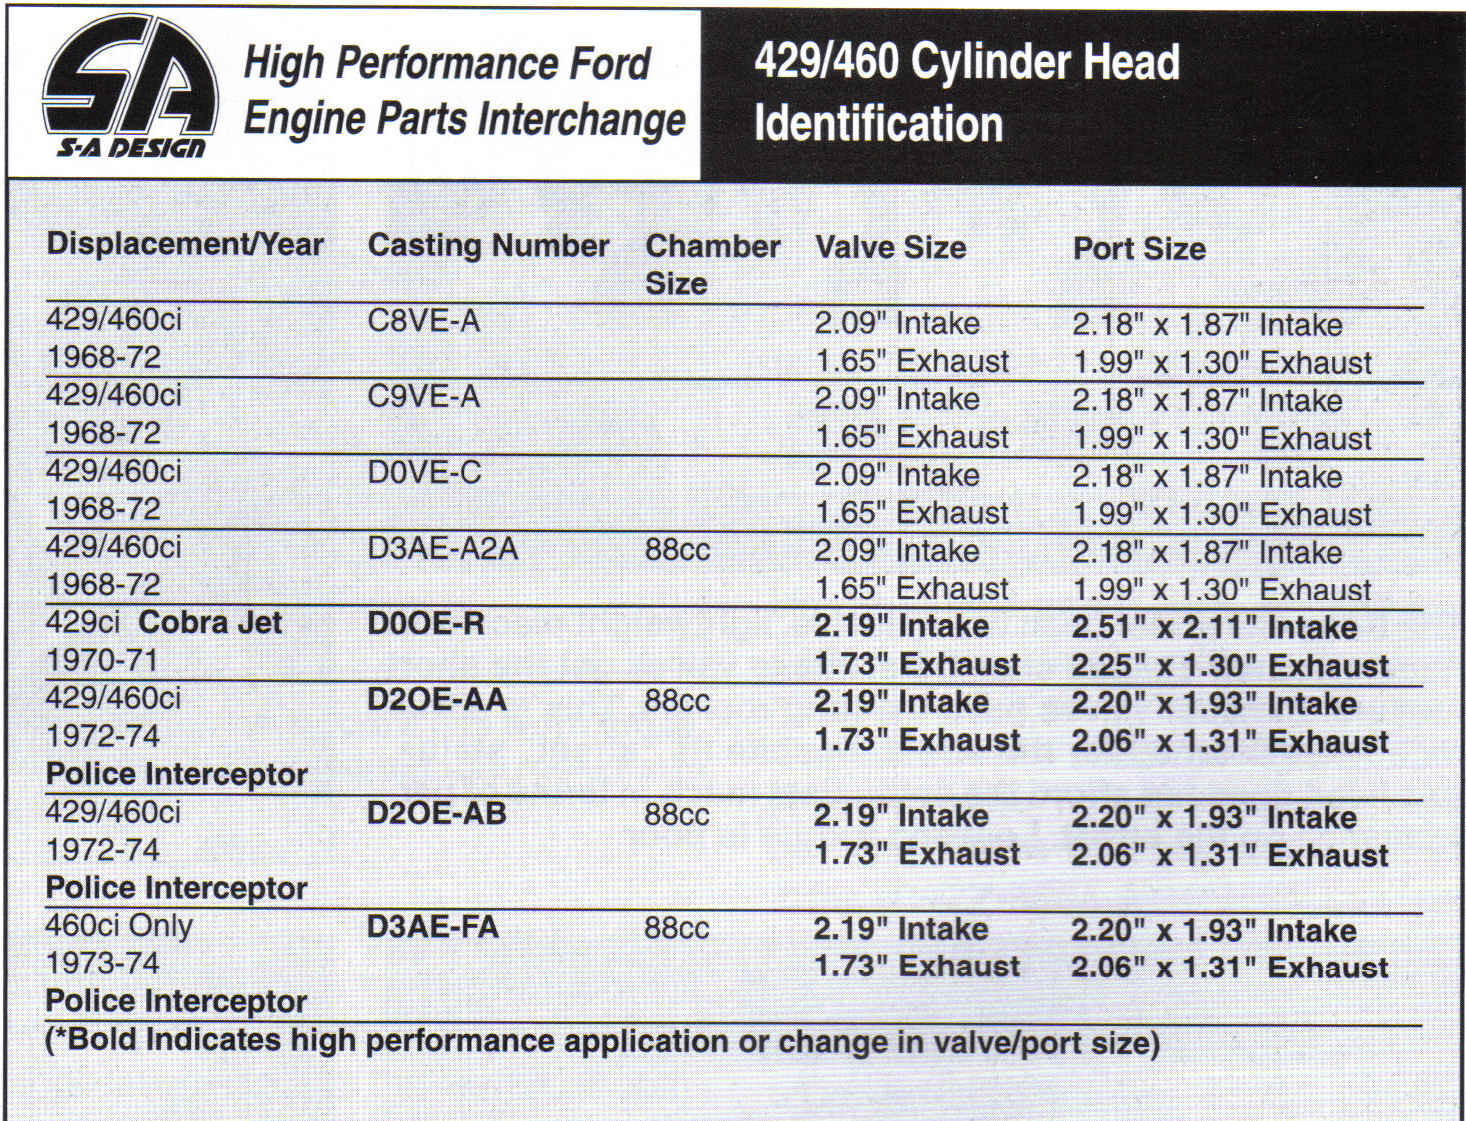 SA
S-A DESIGN
High Performance Ford
Engine Parts Interchange
429/460 Cylinder Head
Identification
Displacement/Year Casting Number Chamber Valve Size Port Size
Size
429/460ci C8VE-A 2.09" Intake 2.18" x 1.87" Intake
1968-72 1.65" Exhaust 1.99" x 1.30" Exhaust
429/460ci C9VE-A 2.09" Intake 2.18" x 1.87" Intake
1968-72 1.65" Exhaust 1.99" x 1.30" Exhaust
429/460ci D0VE-C 2.09" Intake 2.18" x 1.87" Intake
1968-72 1.65" Exhaust 1.99" x 1.30" Exhaust
429/460ci D3AE-A2A 88cc 2.09" Intake 2.18" x 1.87" Intake
1968-72 1.65" Exhaust 1.99" x 1.30" Exhaust
429ci Cobra Jet D0OE-R 2.19" Intake 2.51" x 2.11" Intake
1970-71 1.73" Exhaust 2.25" x 1.30" Exhaust
429/460ci D2OE-AA 88cc 2.19" Intake 2.20" x 1.93" Intake
1972-74 1.73" Exhaust 2.06" x 1.31" Exhaust
Police Interceptor
429/460ci D2OE-AB 88cc 2.19" Intake 2.20" x 1.93" Intake
1972-74 1.73" Exhaust 2.06" x 1.31" Exhaust
Police Interceptor
460ci Only D3AE-FA 88cc 2.19" Intake 2.20" x 1.93" Intake
1973-74 1.73" Exhaust 2.06" x 1.31" Exhaust
Police Interceptor
(*Bold Indicates high performance application or change in valve/port size)